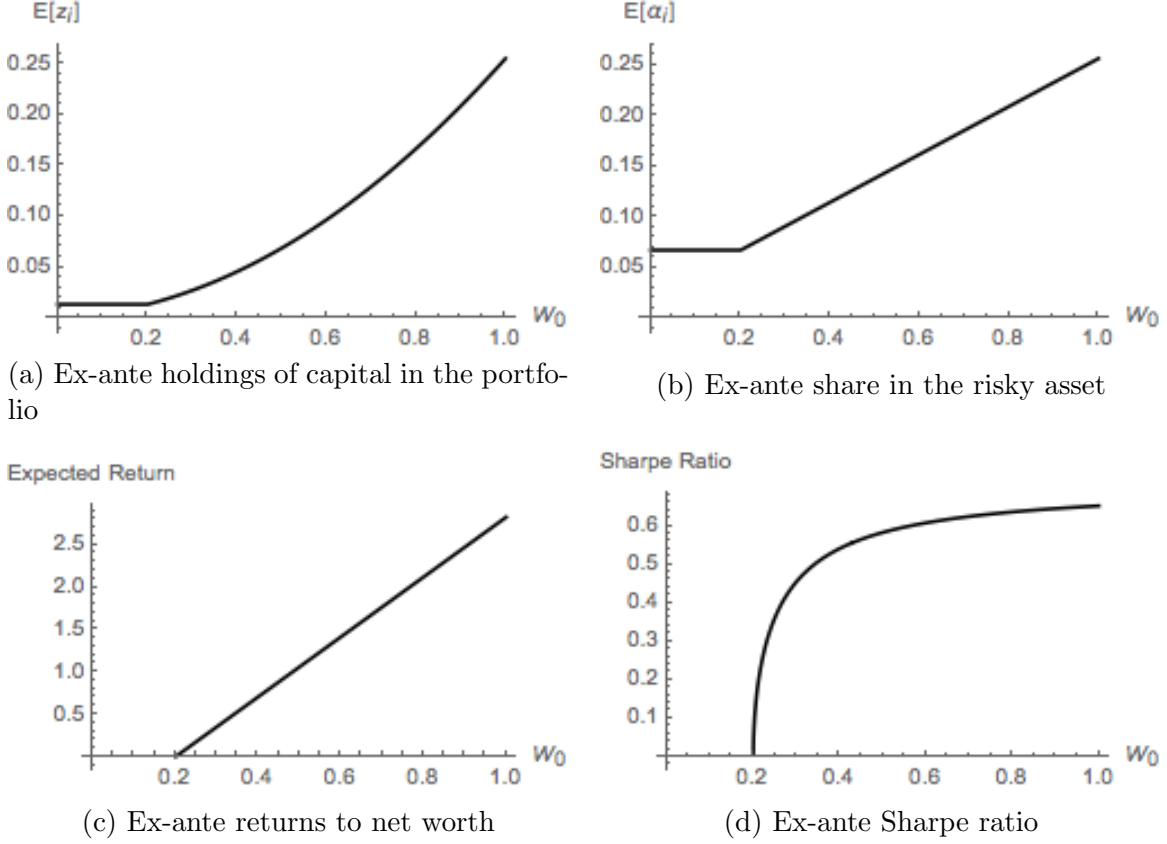 E[z_i]
0.25
0.20
0.15
0.10
0.05
0.2 0.4 0.6 0.8 1.0 W_0
(a) Ex-ante holdings of capital in the portfo-
lio
E[α_i]
0.25
0.20
0.15
0.10
0.05
0.2 0.4 0.6 0.8 1.0 W_0
(b) Ex-ante share in the risky asset
Expected Return
2.5
2.0
1.5
1.0
0.5
0.2 0.4 0.6 0.8 1.0 W_0
(c) Ex-ante returns to net worth
Sharpe Ratio
0.6
0.5
0.4
0.3
0.2
0.1
0.2 0.4 0.6 0.8 1.0 W_0
(d) Ex-ante Sharpe ratio